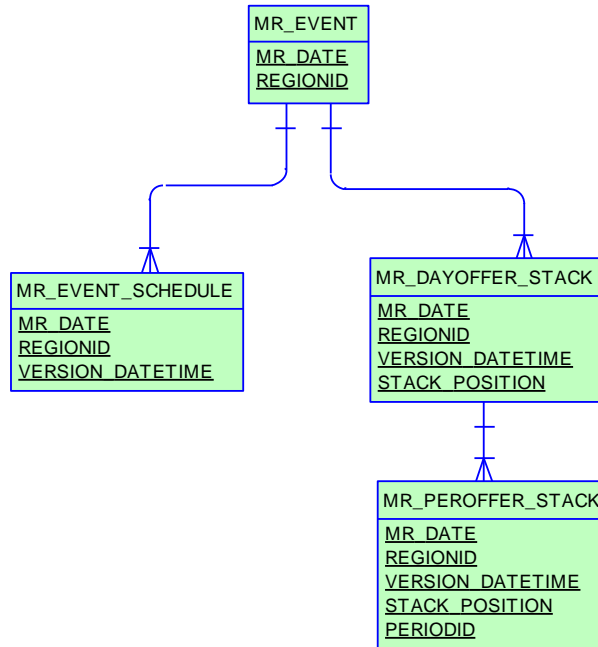 MR_EVENT
MR_DATE
REGIONID
MR_EVENT_SCHEDULE
MR_DATE
REGIONID
VERSION_DATETIME
MR_DAYOFFER_STACK
MR_DATE
REGIONID
VERSION_DATETIME
STACK_POSITION
MR_PEROFFER_STACK
MR_DATE
REGIONID
VERSION_DATETIME
STACK_POSITION
PERIODID